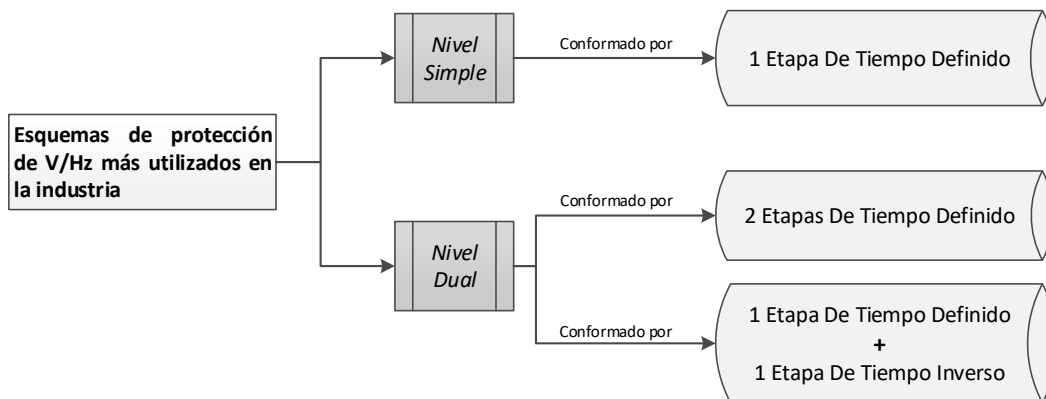 Nivel
Simple
Conformado por
1 Etapa De Tiempo Definido
Esquemas de protección
de V/Hz más utilizados en
la industria
Nivel
Dual
Conformado por
2 Etapas De Tiempo Definido
Conformado por
1 Etapa De Tiempo Definido
+
1 Etapa De Tiempo Inverso